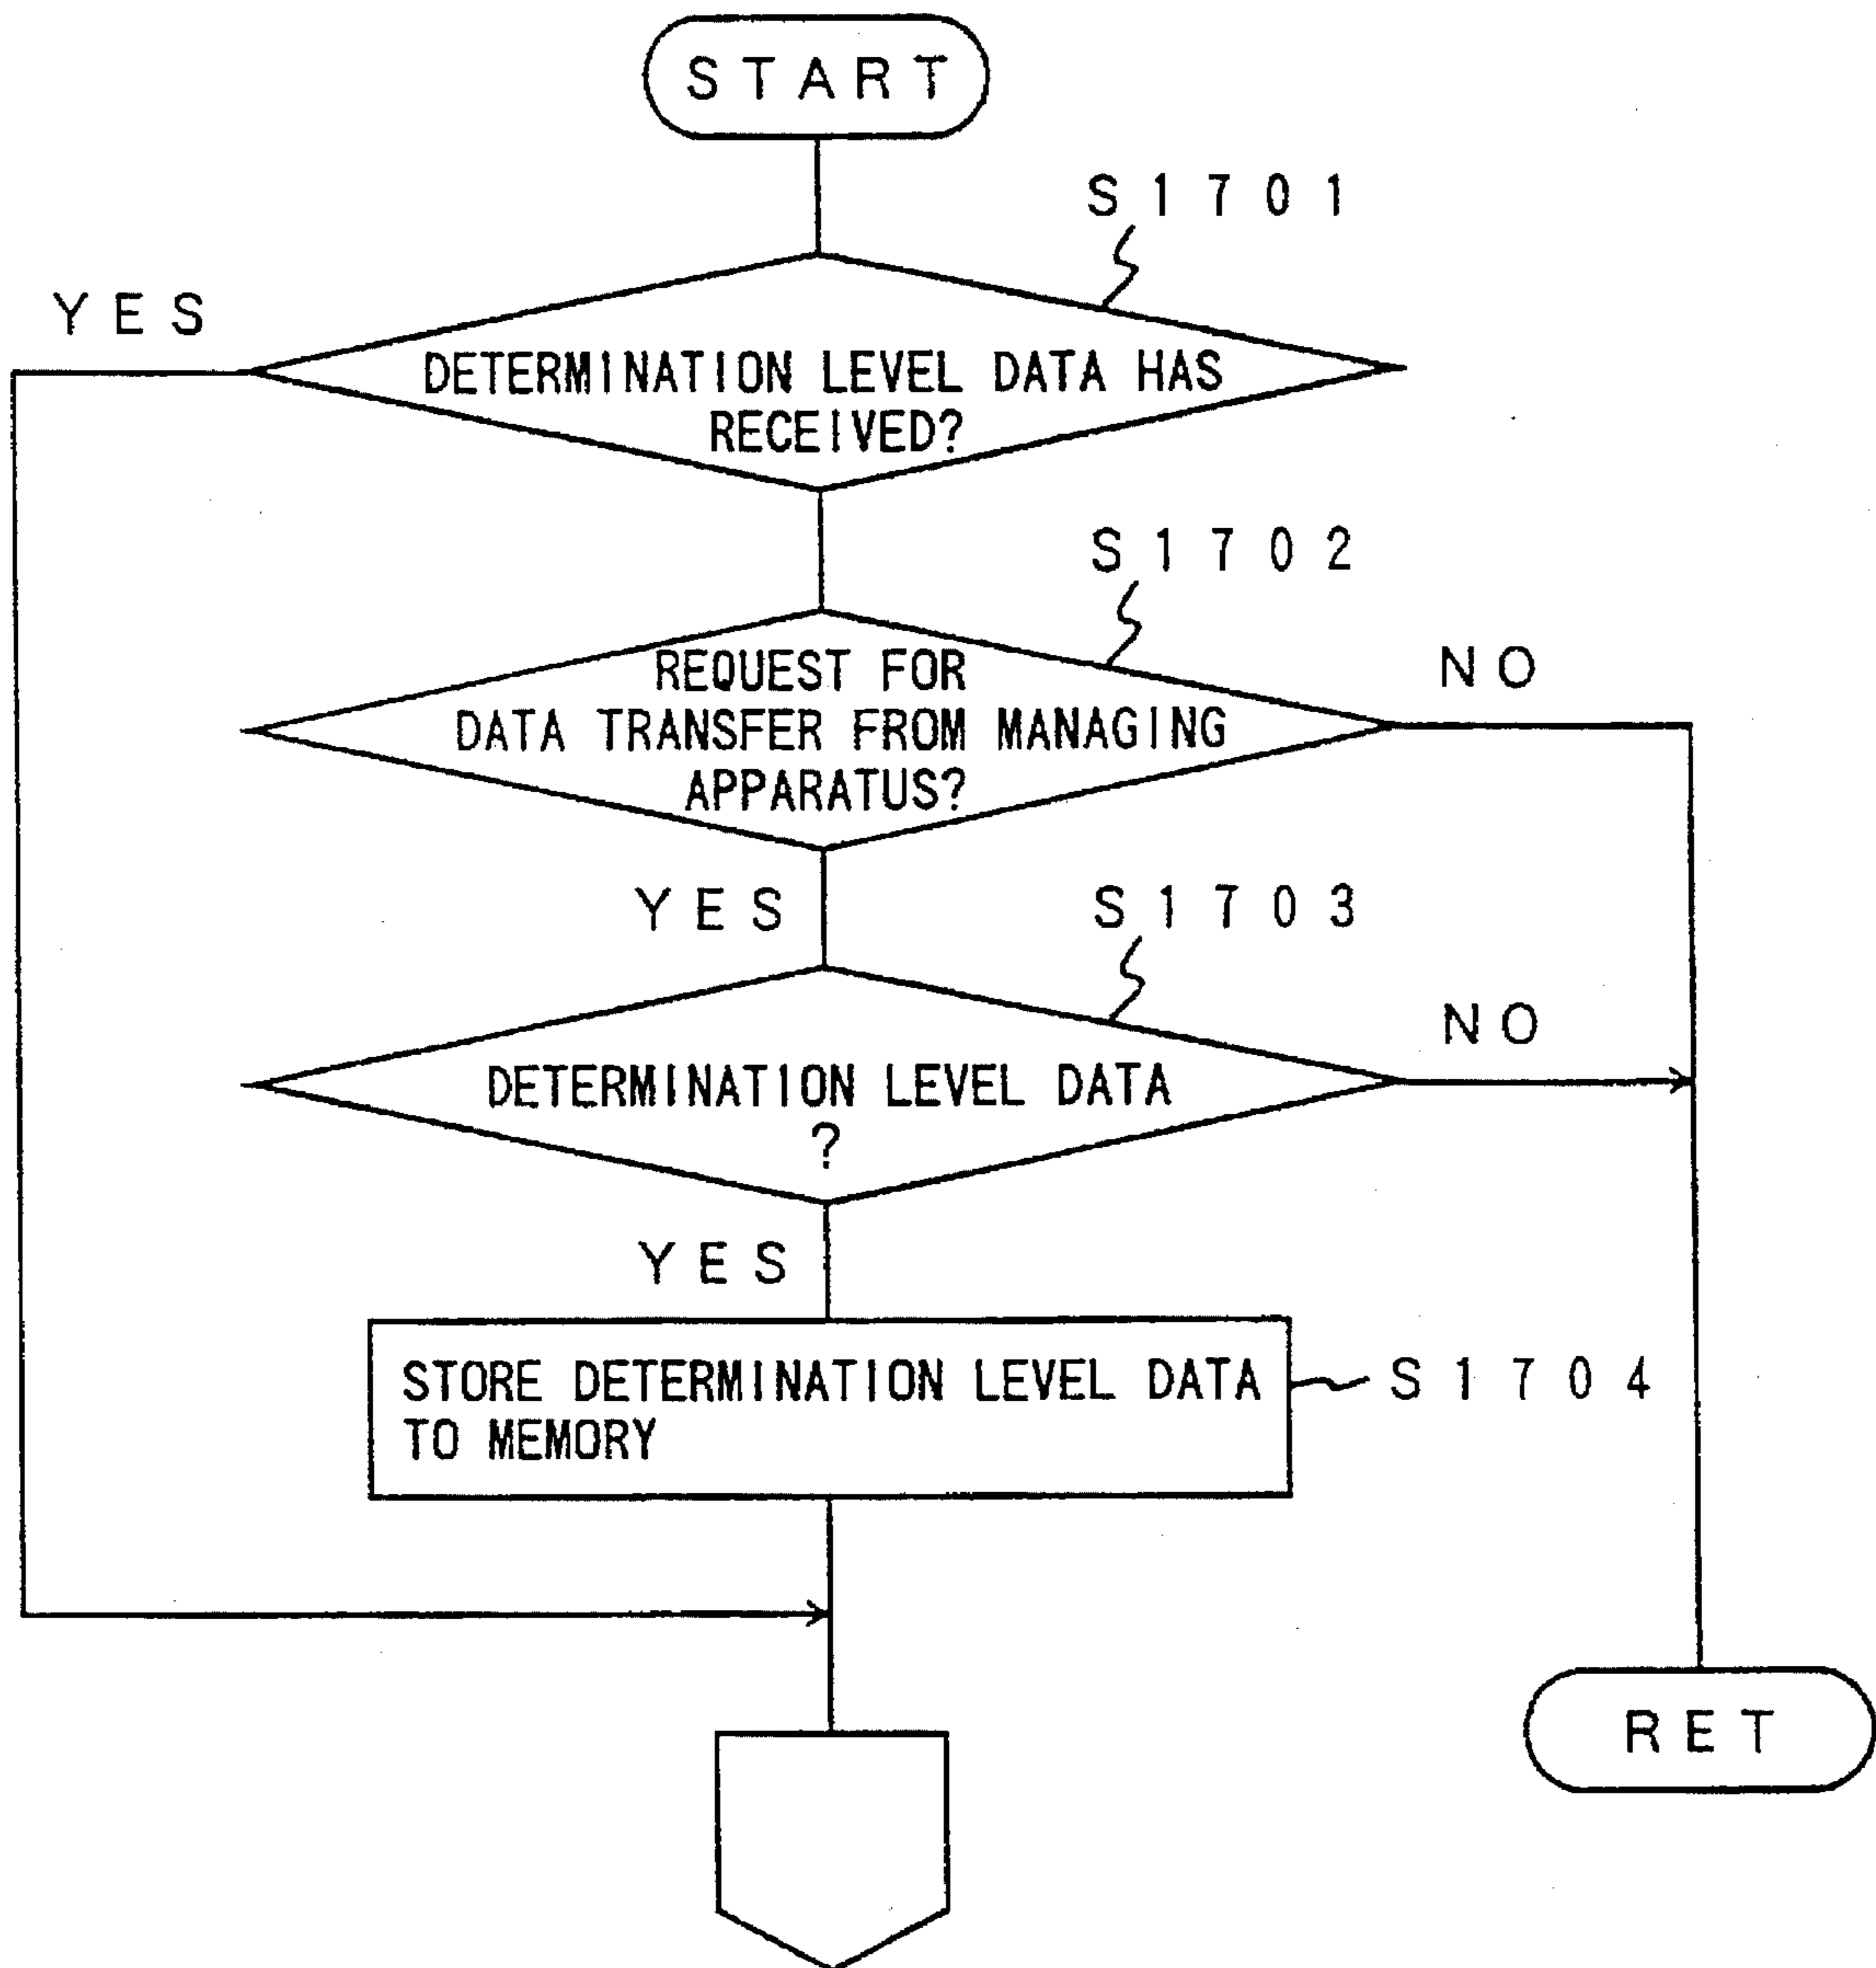 START
S1701
YES
DETERMINATION LEVEL DATA HAS
RECEIVED?
S1702
REQUEST FOR
DATA TRANSFER FROM MANAGING
APPARATUS?
NO
YES
S1703
DETERMINATION LEVEL DATA
?
NO
YES
STORE DETERMINATION LEVEL DATA
TO MEMORY
S1704
RET